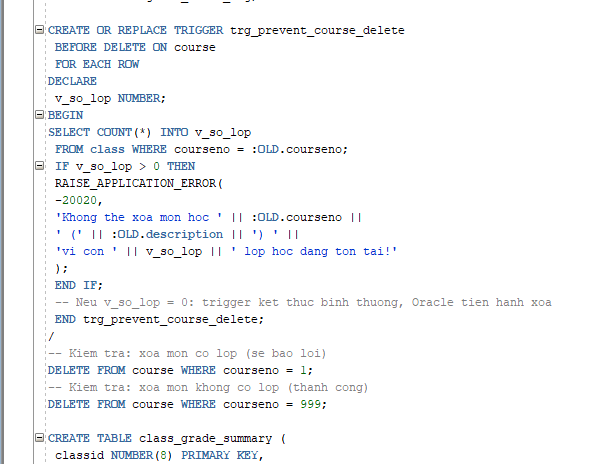 CREATE OR REPLACE TRIGGER trg_prevent_course_delete
BEFORE DELETE ON course
FOR EACH ROW
DECLARE
v_so_lop NUMBER;
BEGIN
SELECT COUNT(*) INTO v_so_lop
FROM class WHERE courseno = :OLD.courseno;
IF v_so_lop > 0 THEN
RAISE_APPLICATION_ERROR(
-20020,
'Khong the xoa mon hoc ' || :OLD.courseno ||
' (' || :OLD.description || ') ' ||
'vi con ' || v_so_lop || ' lop hoc dang ton tai!'
);
END IF;
-- Neu v_so_lop = 0: trigger ket thuc binh thuong, Oracle tien hanh xoa
END trg_prevent_course_delete;
/
-- Kiem tra: xoa mon co lop (se bao loi)
DELETE FROM course WHERE courseno = 1;
-- Kiem tra: xoa mon khong co lop (thanh cong)
DELETE FROM course WHERE courseno = 999;
CREATE TABLE class_grade_summary (
classid NUMBER(8) PRIMARY KEY,